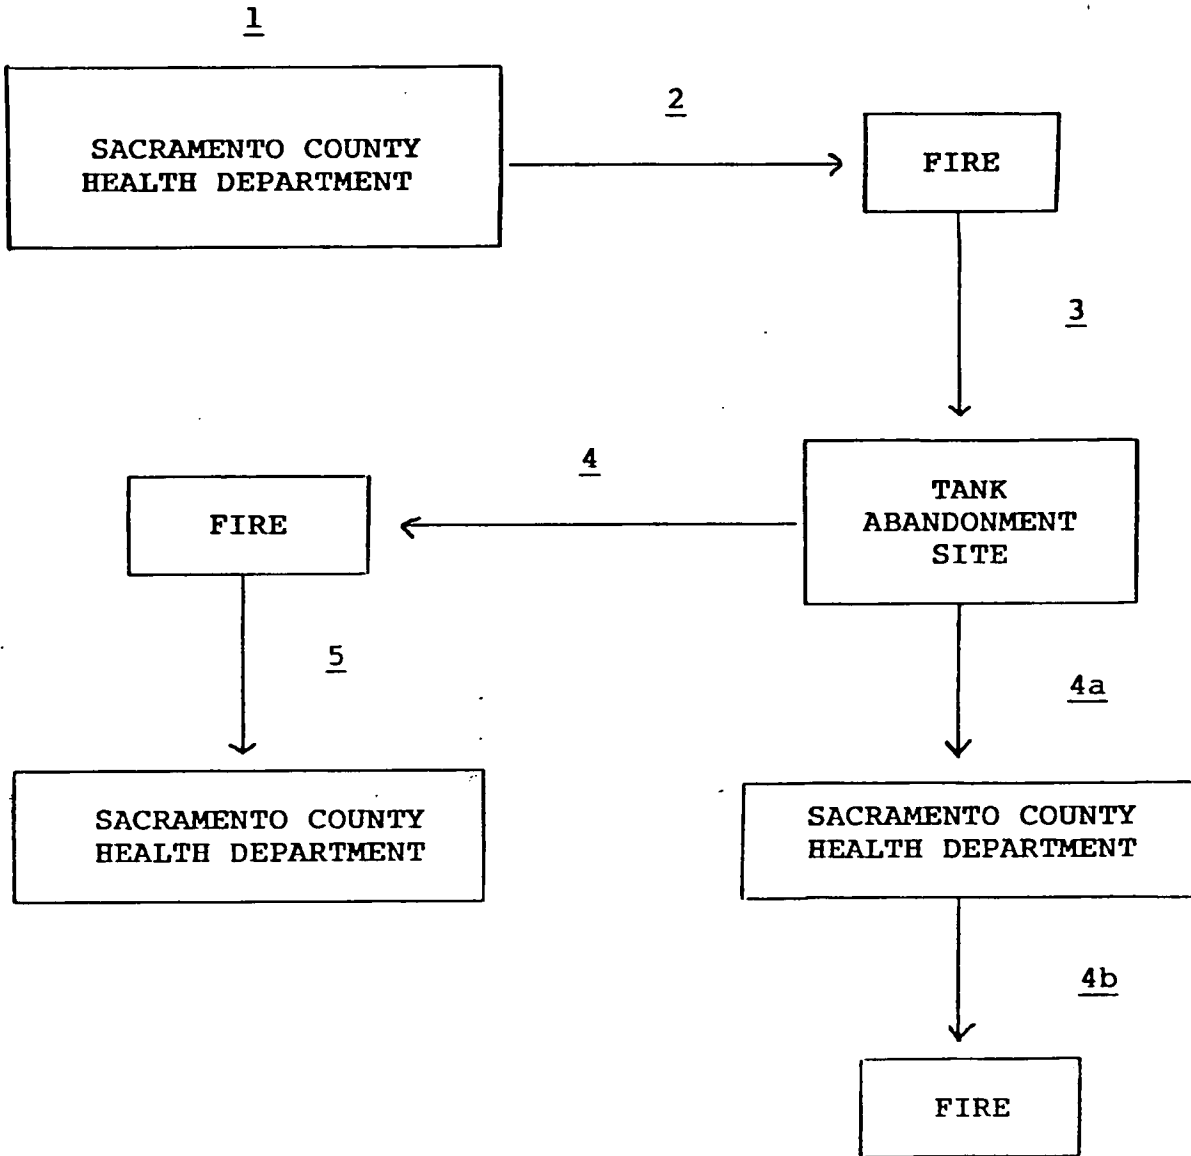 1
SACRAMENTO COUNTY
HEALTH DEPARTMENT
2
FIRE
3
4
FIRE
TANK
ABANDONMENT
SITE
5
4a
SACRAMENTO COUNTY
HEALTH DEPARTMENT
SACRAMENTO COUNTY
HEALTH DEPARTMENT
4b
FIRE